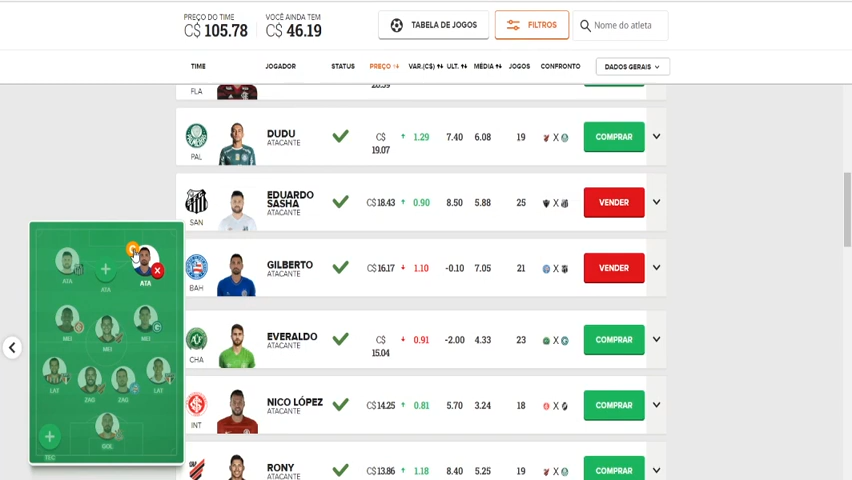 PREÇO DO TIME
C$ 105.78
VOCÊ AINDA TEM
C$ 46.19
TABELA DE JOGOS
FILTROS
Nome do atleta
TIME JOGADOR STATUS PREÇO VAR.(C$) ULT. MÉDIA JOGOS CONFRONTO DADOS GERAIS
FLA
PAL DUDU
ATACANTE
C$
19.07
1.29 7.40 6.08 19 X COMPRAR
SAN EDUARDO
SASHA
ATACANTE
C$ 18.43 0.90 8.50 5.88 25 X VENDER
BAH GILBERTO
ATACANTE
C$ 16.17 1.10 -0.10 7.05 21 X VENDER
CHA EVERALDO
ATACANTE
C$
15.04
0.91 -2.00 4.33 23 X COMPRAR
INT NICO LÓPEZ
ATACANTE
C$ 14.25 0.81 5.70 3.24 18 X COMPRAR
RONY
ATACANTE
C$ 13.86 1.18 8.40 5.25 19 X COMPRAR
ATA ATA ATA
MEI MEI MEI
LAT ZAG ZAG LAT
GOL
TEC